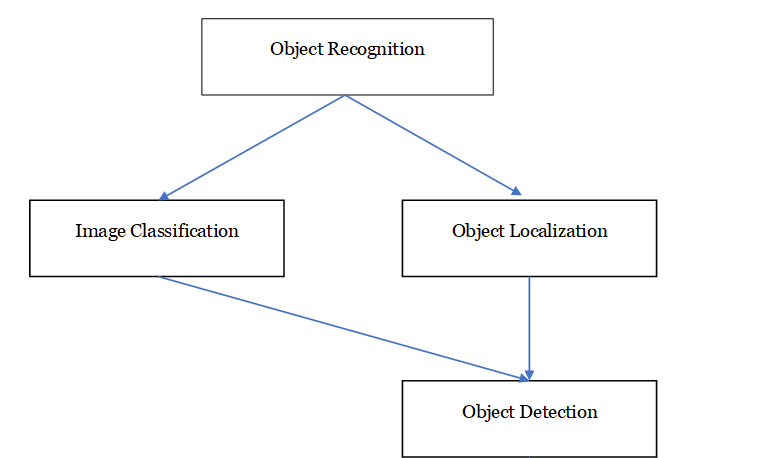 Object Recognition
Image Classification
Object Localization
Object Detection